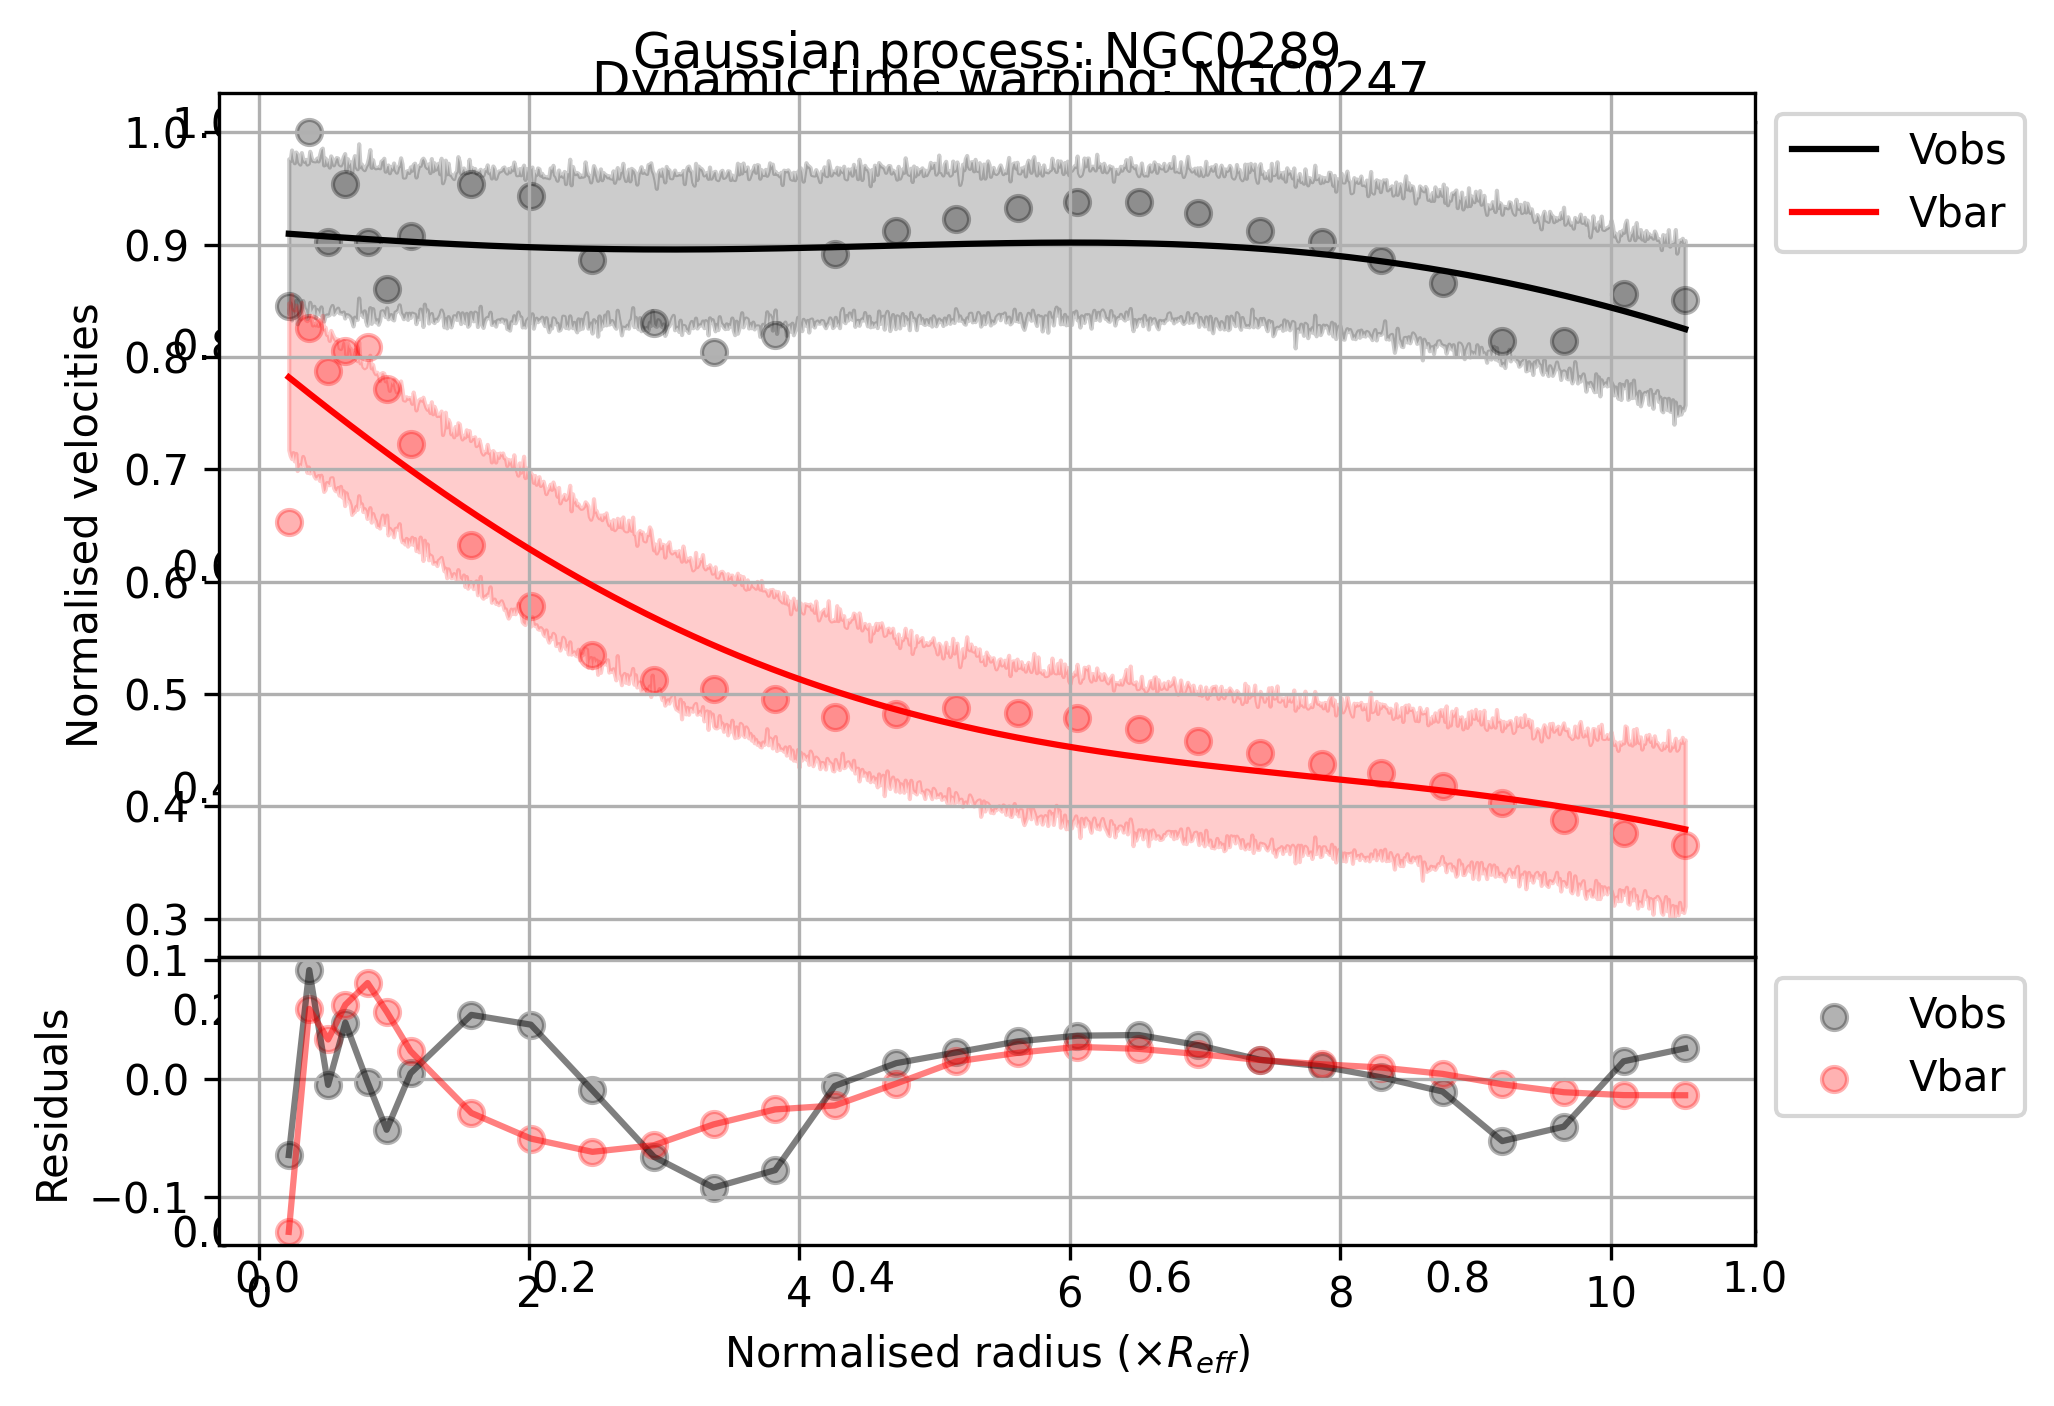 Gaussian process: NGC0289
Dynamic time warping: NGC0247
1.0
0.9
0.8
0.7
0.6
0.5
0.4
0.3
Normalised velocities
Vobs
Vbar
0.1
0.0
−0.1
Residuals
Vobs
Vbar
0 2 4 6 8 10
0.0 0.2 0.4 0.6 0.8 1.0
Normalised radius (×R_eff)